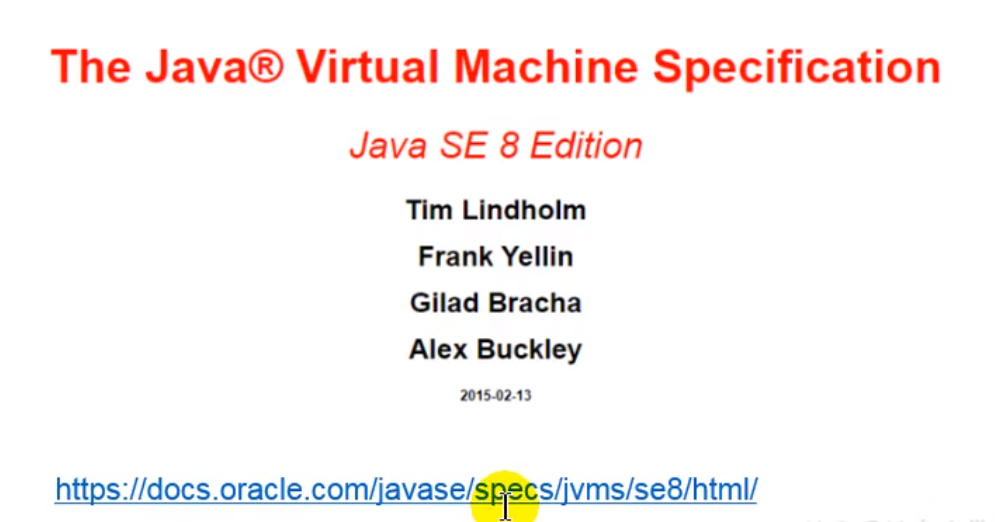 The Java® Virtual Machine Specification
Java SE 8 Edition
Tim Lindholm
Frank Yellin
Gilad Bracha
Alex Buckley
2015-02-13
https://docs.oracle.com/javase/specs/jvms/se8/html/